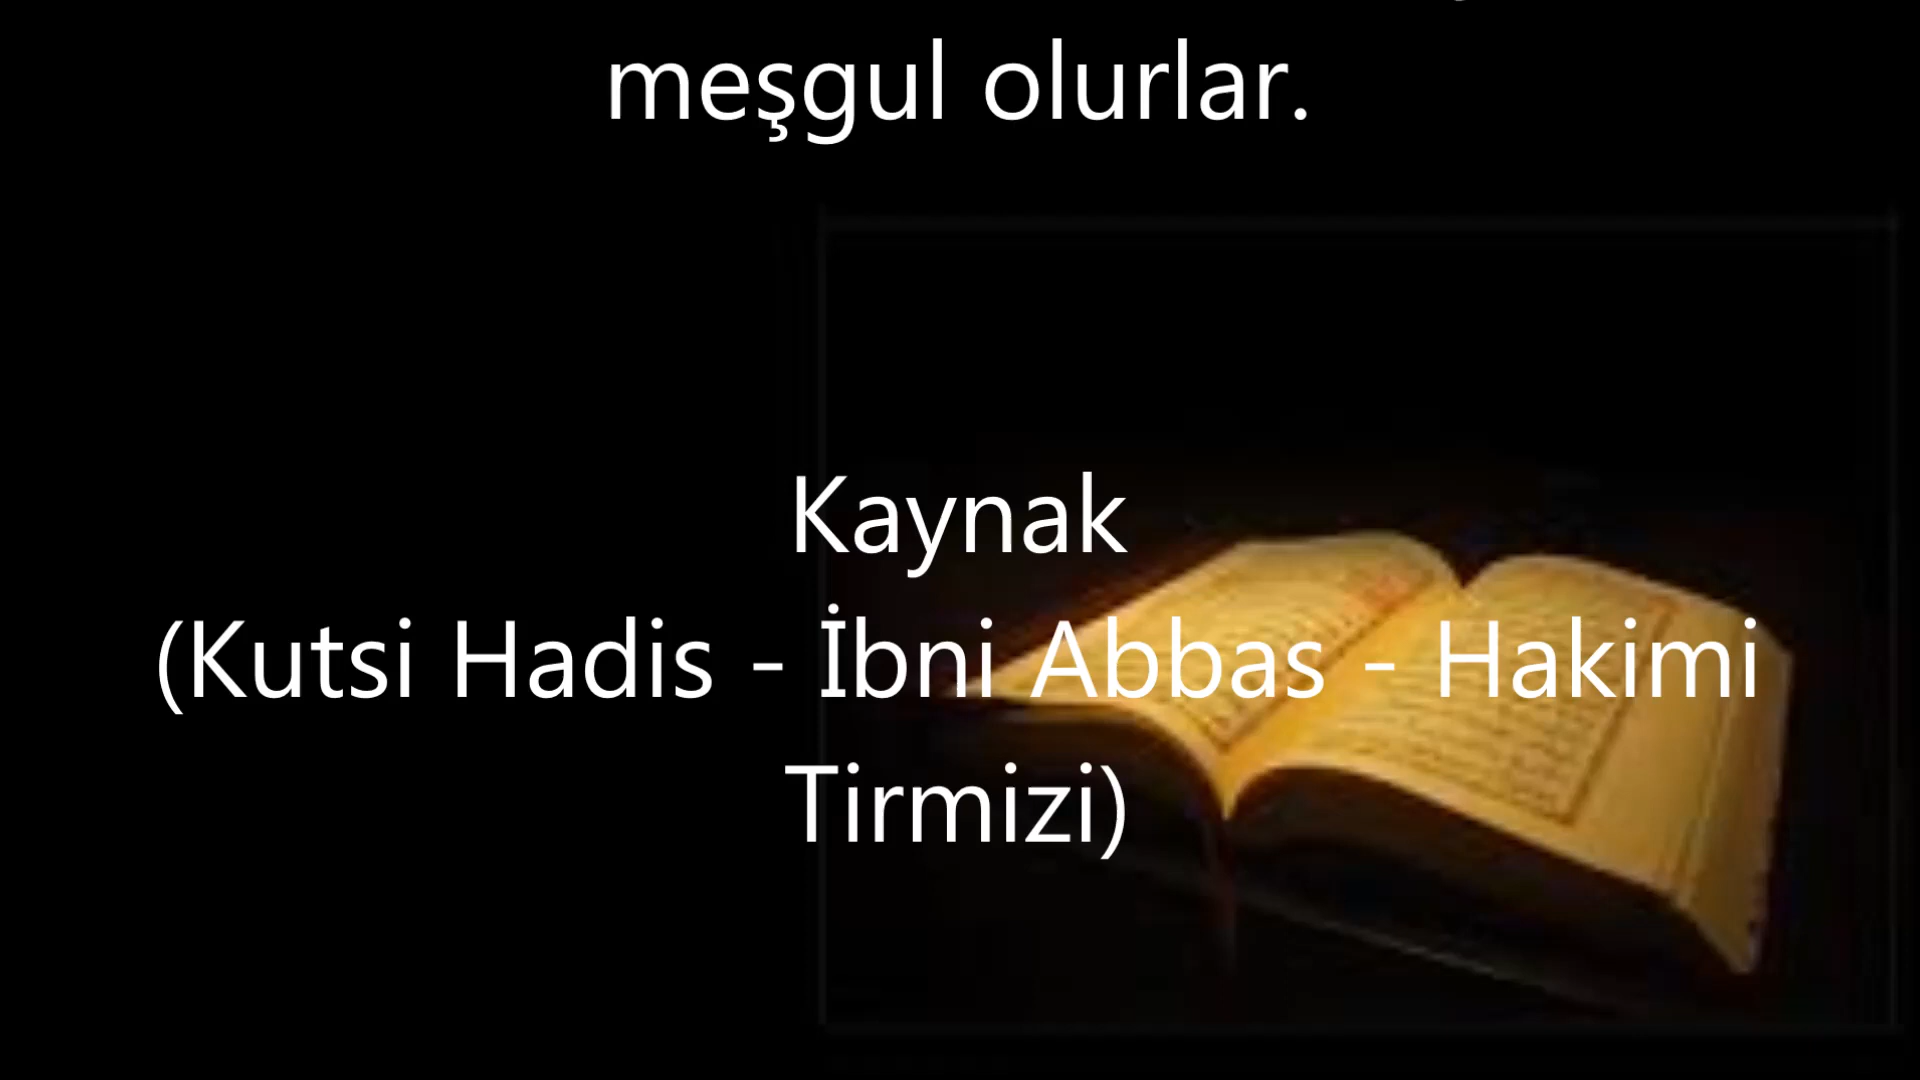 meşgul olurlar.
Kaynak
(Kutsi Hadis - İbni Abbas - Hakimi
Tirmizi)